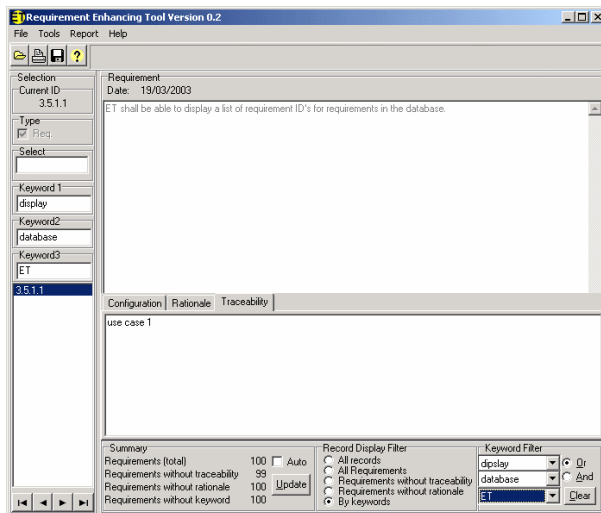 Requirement Enhancing Tool Version 0.2
File Tools Report Help
Selection
Current ID
3.5.1.1
Type
Req.
Select
Keyword 1
display
Keyword2
database
Keyword3
ET
3.5.1.1
Requirement
Date: 19/03/2003
ET shall be able to display a list of requirement ID's for requirements in the database.
Configuration Rationale Traceability
use case 1
Summary
Requirements (total) 100 Auto
Requirements without traceability 99
Requirements without rationale 100 Update
Requirements without keyword 100
Record Display Filter
All records
All Requirements
Requirements without traceability
Requirements without rationale
By keywords
Keyword Filter
dipslay Or
database And
ET Clear